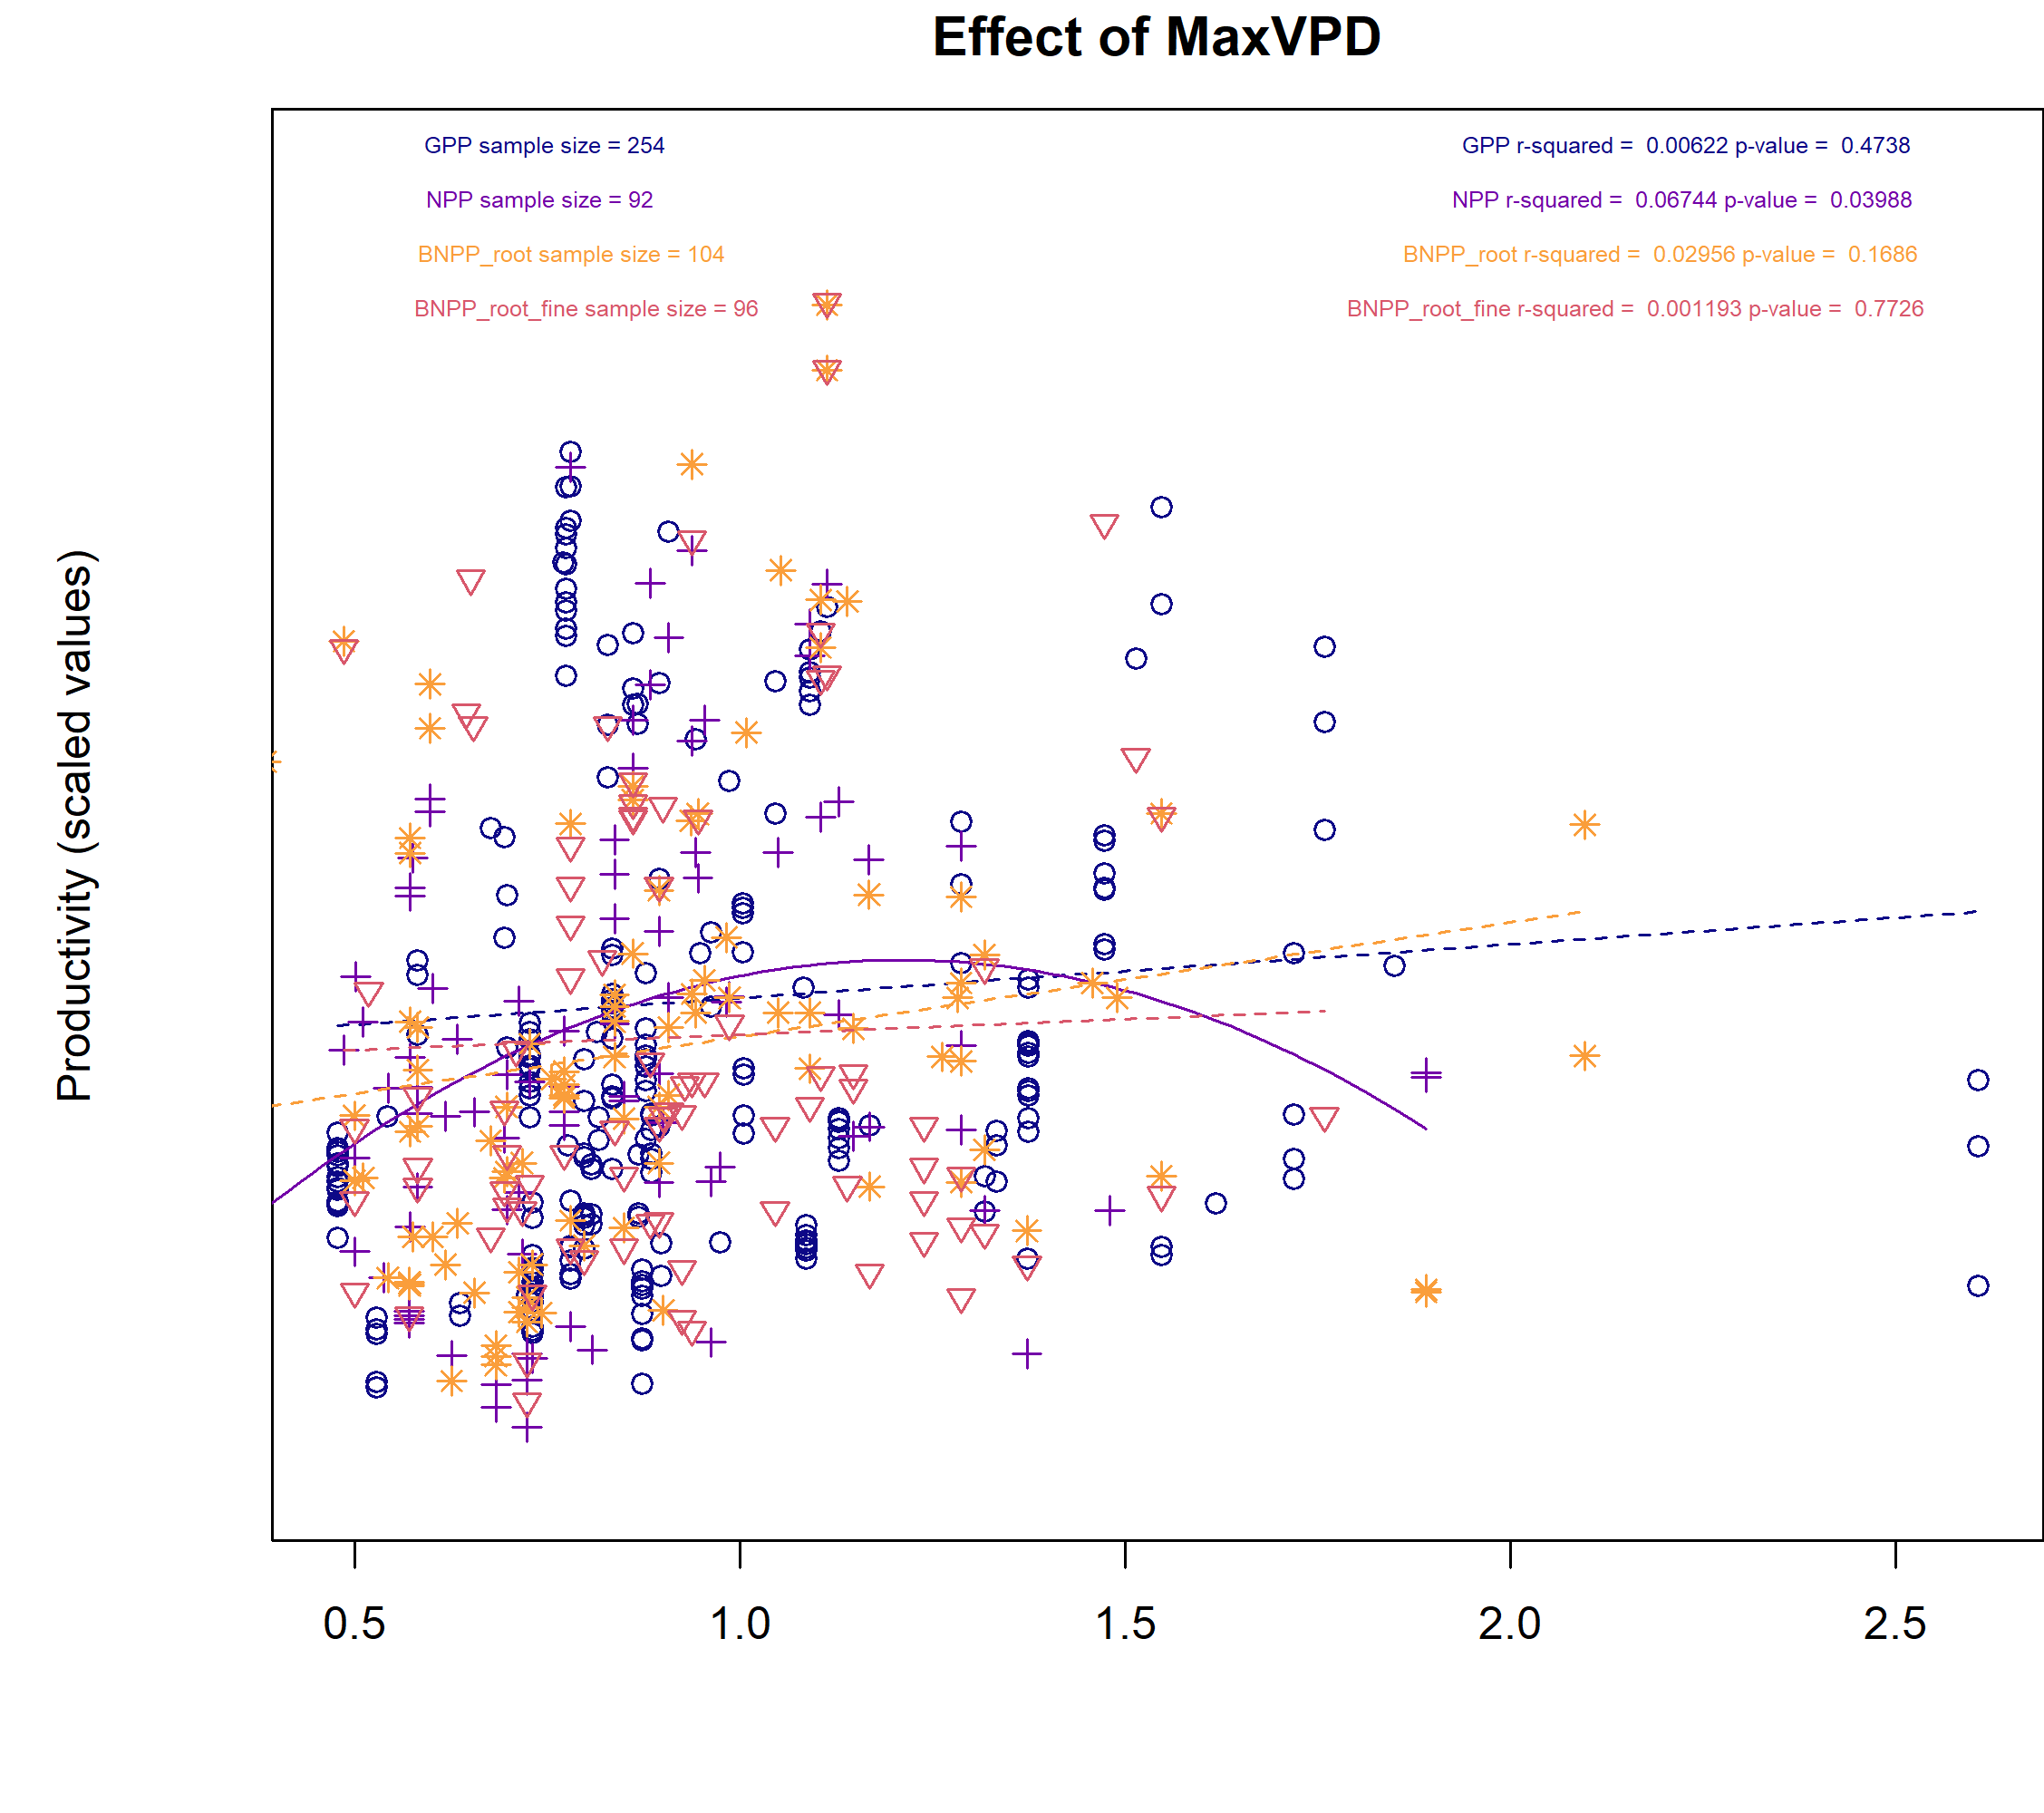 Effect of MaxVPD
GPP sample size = 254
GPP r-squared = 0.00622 p-value = 0.4738
NPP sample size = 92
NPP r-squared = 0.06744 p-value = 0.03988
BNPP_root sample size = 104
BNPP_root r-squared = 0.02956 p-value = 0.1686
BNPP_root_fine sample size = 96
BNPP_root_fine r-squared = 0.001193 p-value = 0.7726
Productivity (scaled values)
0.5 1.0 1.5 2.0 2.5